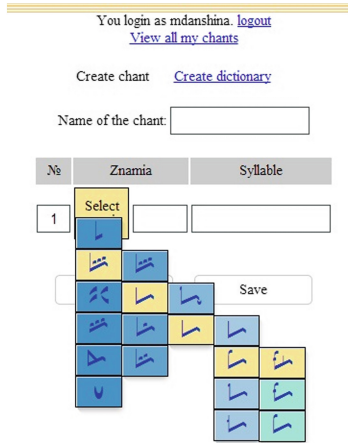 You login as mdanshina. logout
View all my chants
Create chant Create dictionary
Name of the chant:
№ Znamia Syllable
1 Select
Save